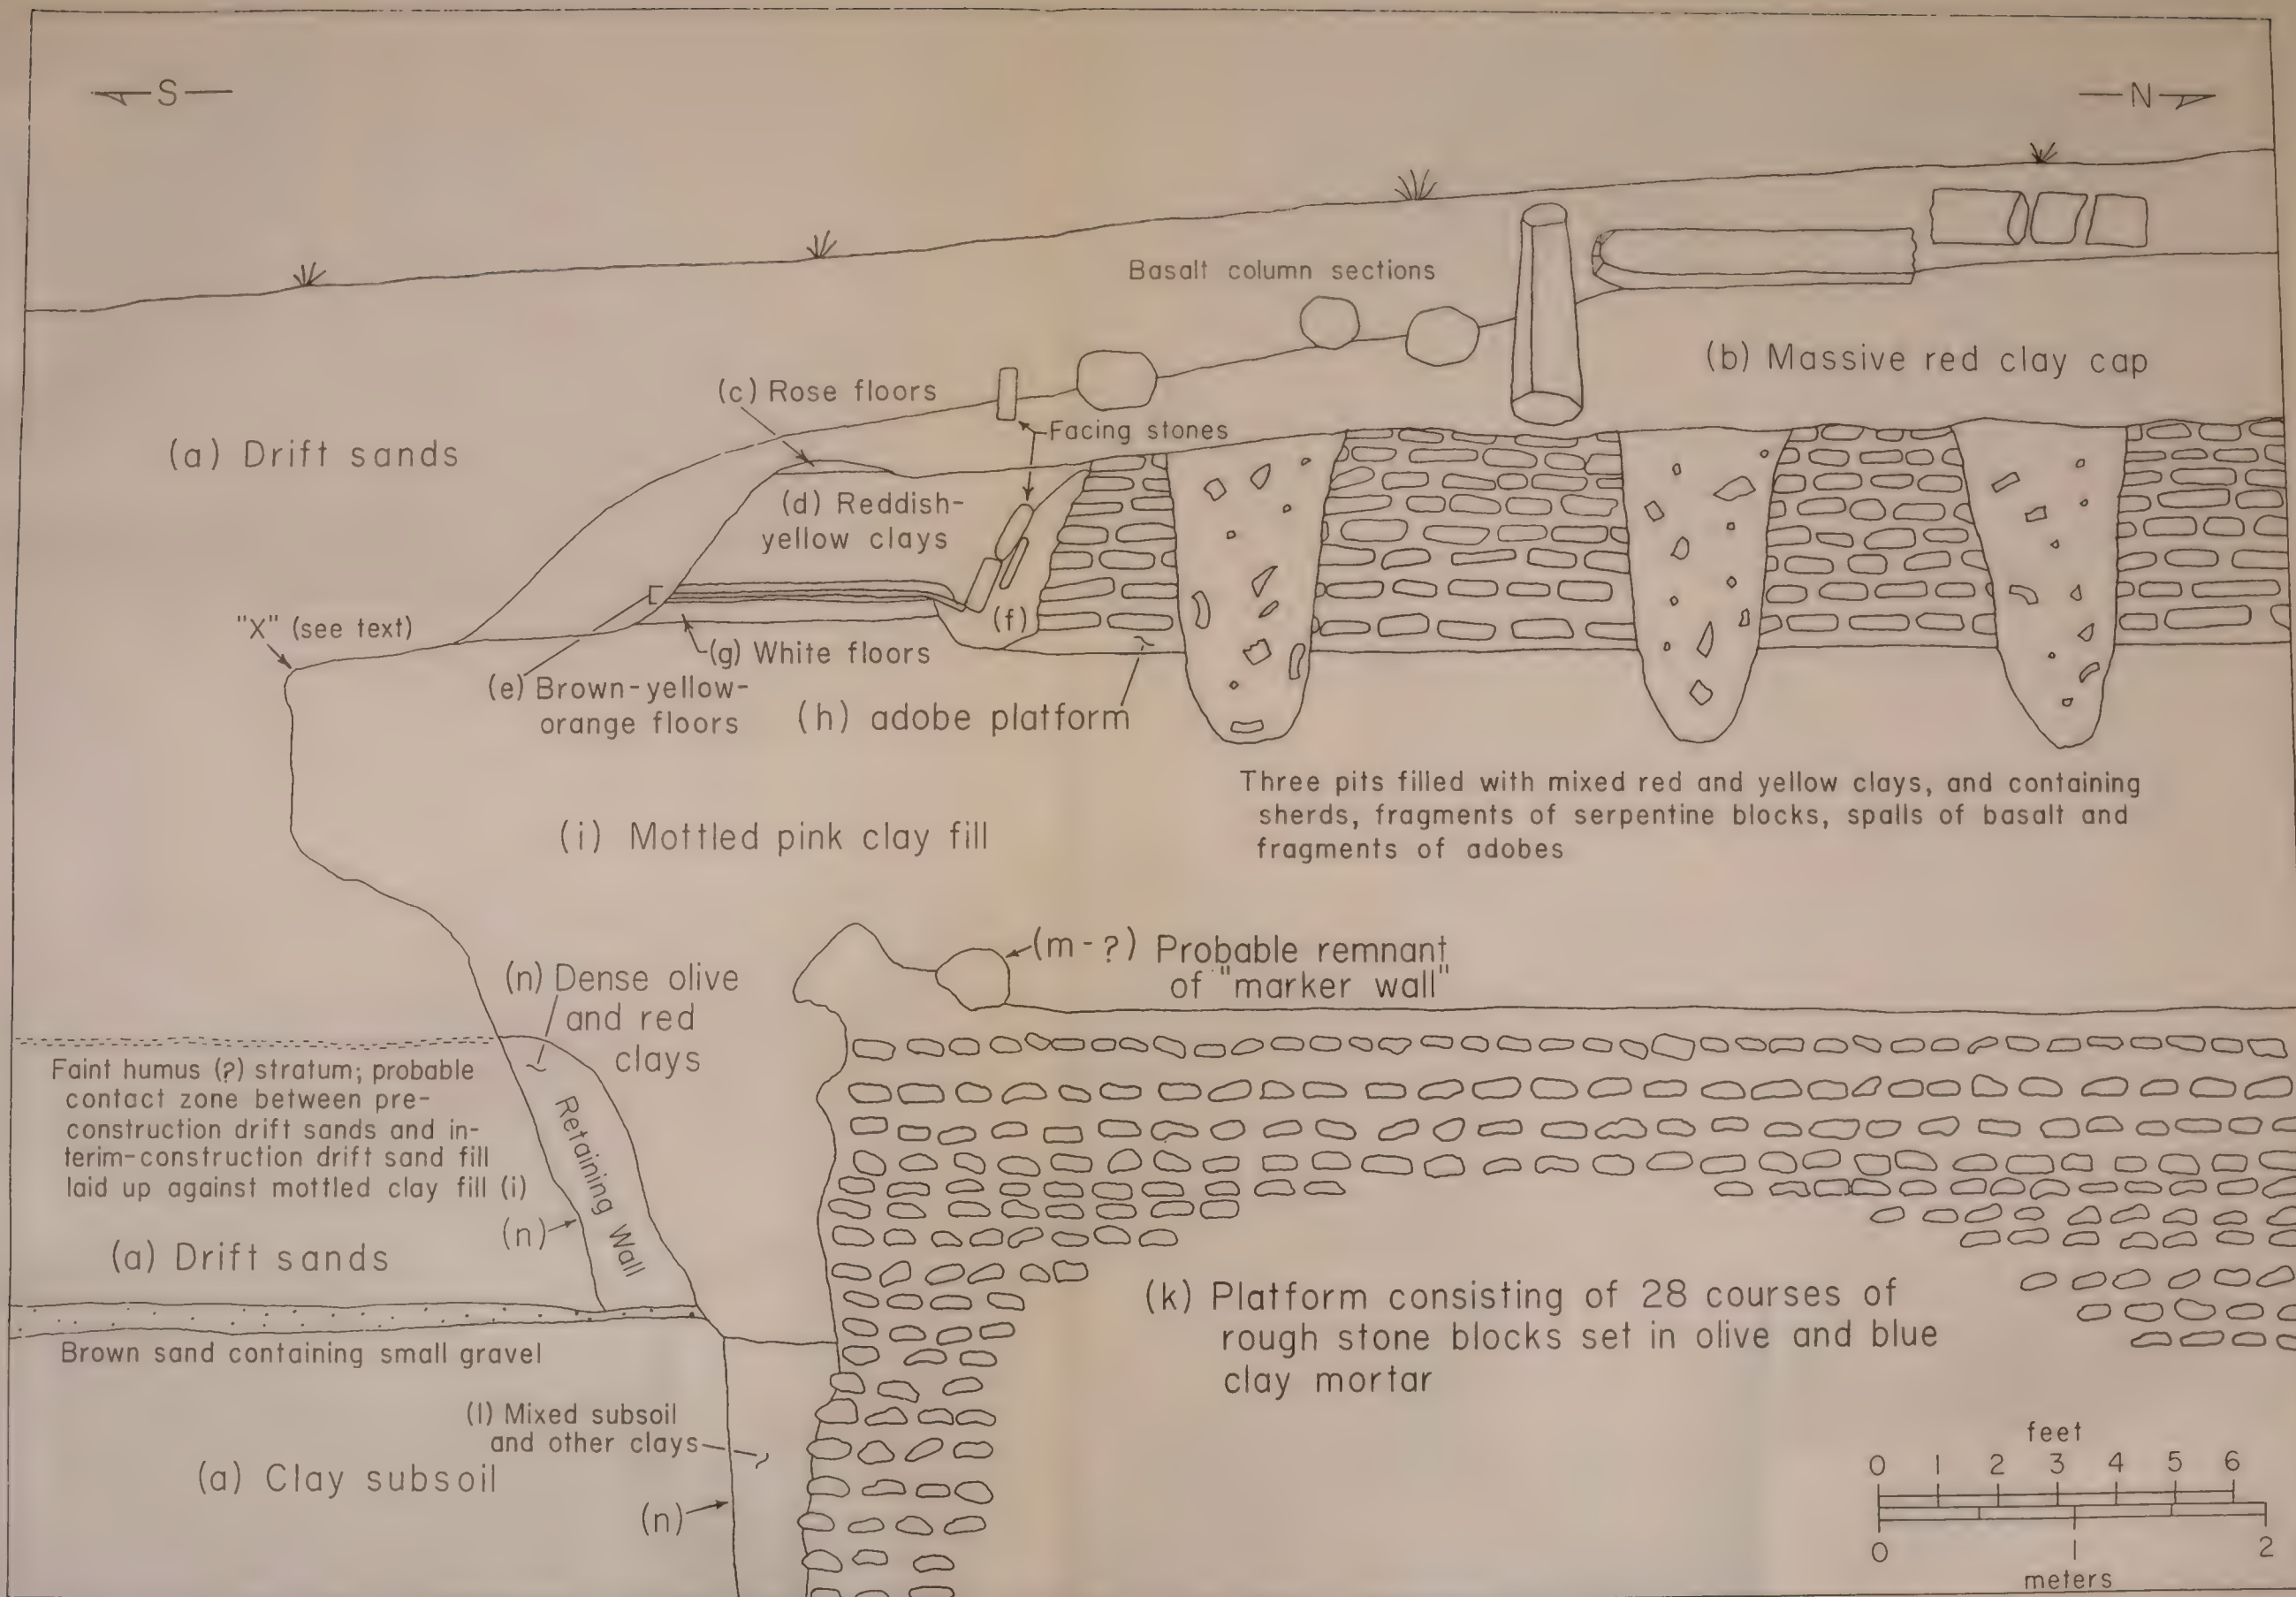 S
N
Basalt column sections
(b) Massive red clay cap
(c) Rose floors
Facing stones
(a) Drift sands
(d) Reddish-
yellow clays
"X" (see text)
(f)
(g) White floors
(e) Brown-yellow-
orange floors
(h) adobe platform
Three pits filled with mixed red and yellow clays, and containing
sherds, fragments of serpentine blocks, spalls of basalt and
fragments of adobes
(i) Mottled pink clay fill
(m-?) Probable remnant
of "marker wall"
(n) Dense olive
and red
clays
Faint humus (?) stratum; probable
contact zone between pre-
construction drift sands and in-
terim-construction drift sand fill
laid up against mottled clay fill (i)
Retaining Wall
(n)
(a) Drift sands
(k) Platform consisting of 28 courses of
rough stone blocks set in olive and blue
clay mortar
Brown sand containing small gravel
(l) Mixed subsoil
and other clays
(a) Clay subsoil
(n)
feet
0 1 2 3 4 5 6
0 1 2
meters